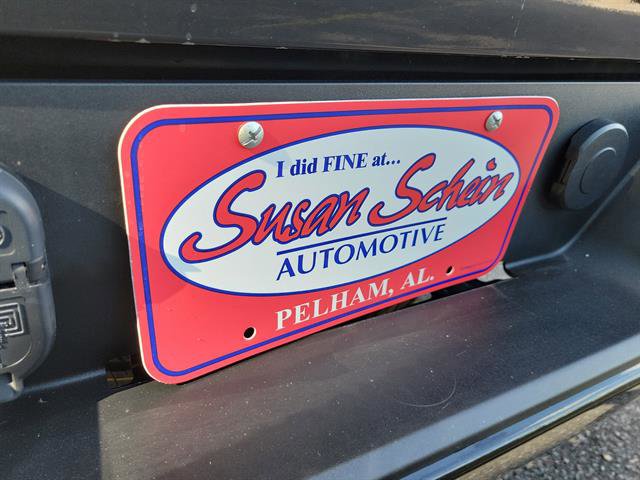 I did FINE at...
Susan Schein
AUTOMOTIVE
PELHAM, AL.